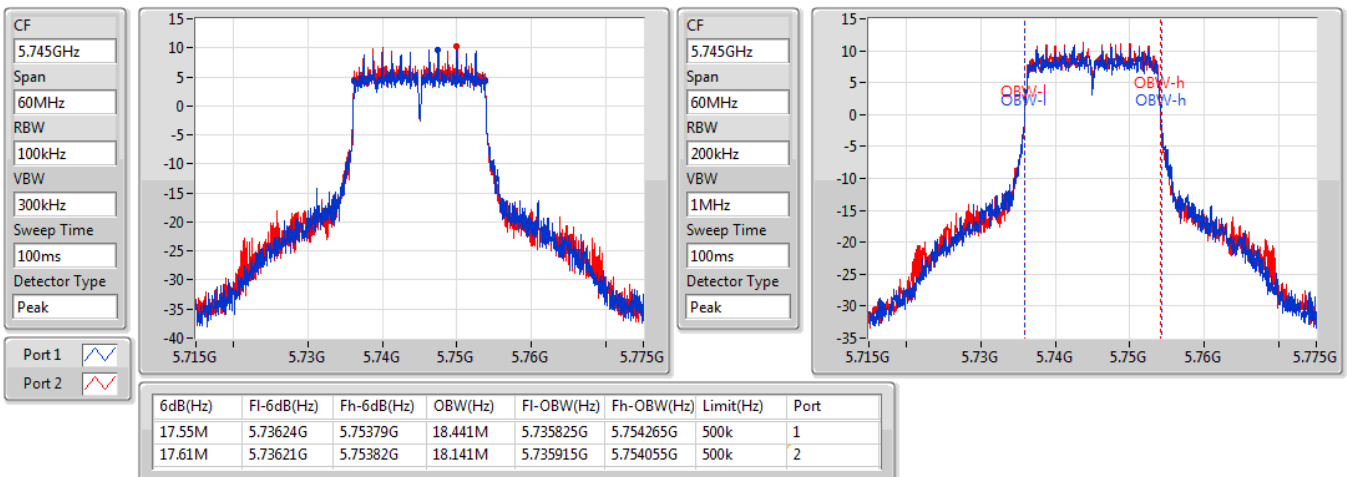 CF
5.745GHz
Span
60MHz
RBW
100kHz
VBW
300kHz
Sweep Time
100ms
Detector Type
Peak
Port 1
Port 2
15
10
5
0
-5
-10
-15
-20
-25
-30
-35
-40
5.715G 5.73G 5.74G 5.75G 5.76G 5.775G
CF
5.745GHz
Span
60MHz
RBW
200kHz
VBW
1MHz
Sweep Time
100ms
Detector Type
Peak
15
10
5
0
-5
-10
-15
-20
-25
-30
-35
OBW-l
OBW-l
OBW-h
OBW-h
5.715G 5.73G 5.74G 5.75G 5.76G 5.775G
6dB(Hz) Fl-6dB(Hz) Fh-6dB(Hz) OBW(Hz) Fl-OBW(Hz) Fh-OBW(Hz) Limit(Hz) Port
17.55M 5.73624G 5.75379G 18.441M 5.735825G 5.754265G 500k 1
17.61M 5.73621G 5.75382G 18.141M 5.735915G 5.754055G 500k 2